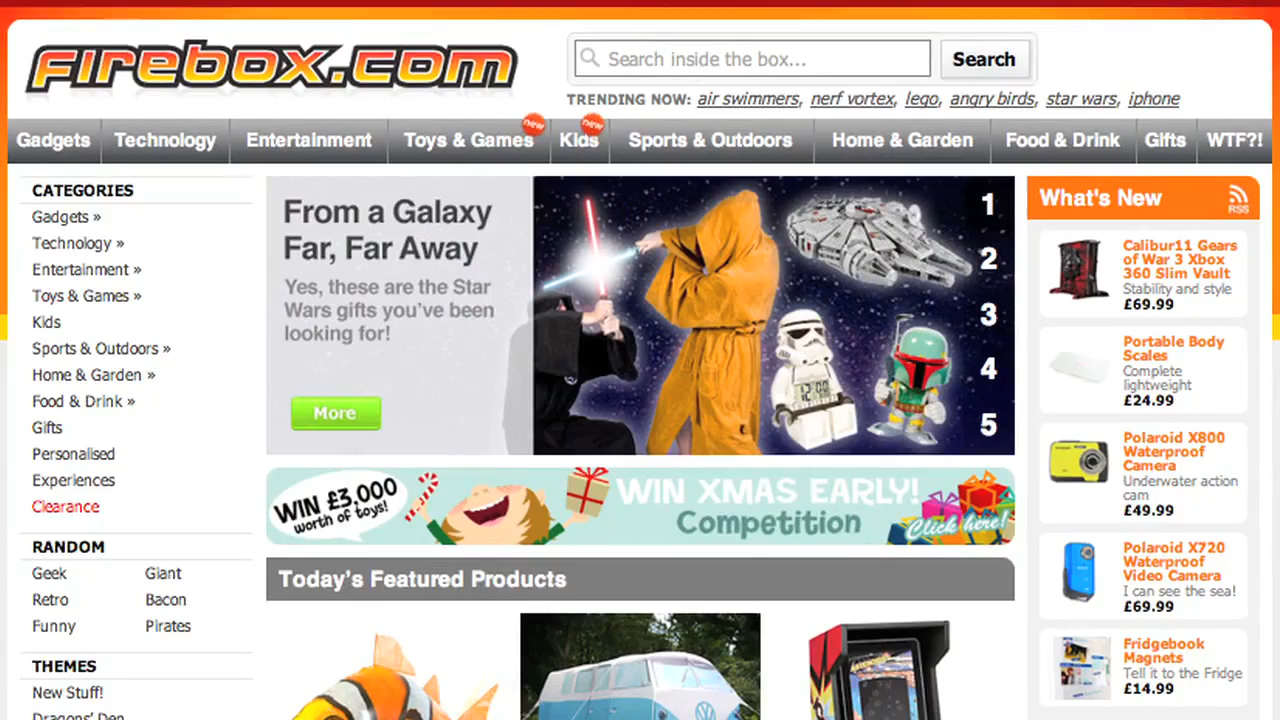 firebox.com
Search inside the box...
Search
TRENDING NOW: air swimmers, nerf vortex, lego, angry birds, star wars, iphone
new
new
Gadgets
Technology
Entertainment
Toys & Games
Kids
Sports & Outdoors
Home & Garden
Food & Drink
Gifts
WTF?!
CATEGORIES
Gadgets »
Technology »
Entertainment »
Toys & Games »
Kids
Sports & Outdoors »
Home & Garden »
Food & Drink »
Gifts
Personalised
Experiences
Clearance
RANDOM
Geek
Giant
Retro
Bacon
Funny
Pirates
THEMES
New Stuff!
Dragons' Den
From a Galaxy
Far, Far Away
Yes, these are the Star
Wars gifts you've been
looking for!
More
1
2
3
4
5
WIN £3,000
worth of toys!
WIN XMAS EARLY!
Competition
Click here!
Today's Featured Products
What's New
RSS
Calibur11 Gears
of War 3 Xbox
360 Slim Vault
Stability and style
£69.99
Portable Body
Scales
Complete
lightweight
£24.99
Polaroid X800
Waterproof
Camera
Underwater action
cam
£49.99
Polaroid X720
Waterproof
Video Camera
I can see the sea!
£69.99
Fridgebook
Magnets
Tell it to the Fridge
£14.99